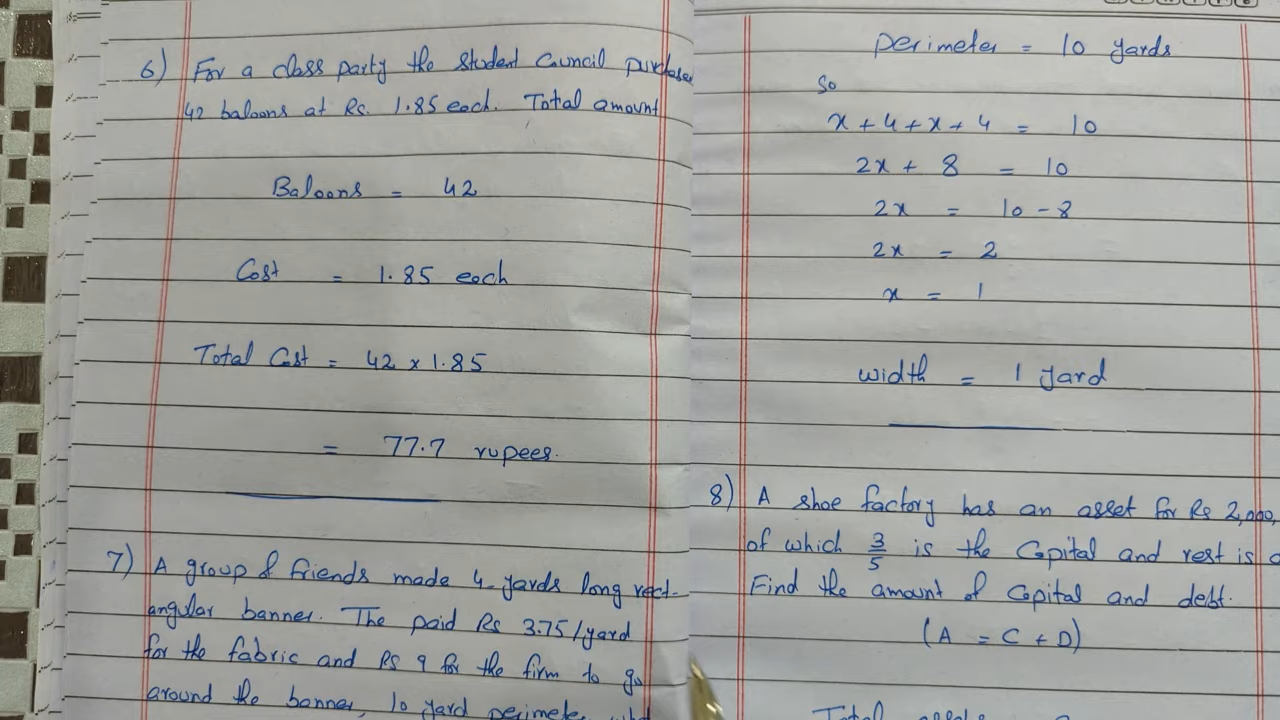 6) For a class party the student Council purchased
42 baloons at Rs. 1.85 each. Total amount
Baloons = 42
Cost = 1.85 each
Total Cost = 42 x 1.85
= 77.7 rupees.
7) A group of friends made 4-yards long rect-
angular banner. The paid Rs 3.75/yard
for the fabric and Rs 9 for the firm to go
around the banner, 10 yard perimeter
perimeter = 10 yards
So
x + 4 + x + 4 = 10
2x + 8 = 10
2x = 10 - 8
2x = 2
x = 1
width = 1 yard
8) A shoe factory has an asset for Rs 2,000,
of which 3/5 is the Capital and rest is
Find the amount of Capital and debt.
(A = C + D)
Total assets